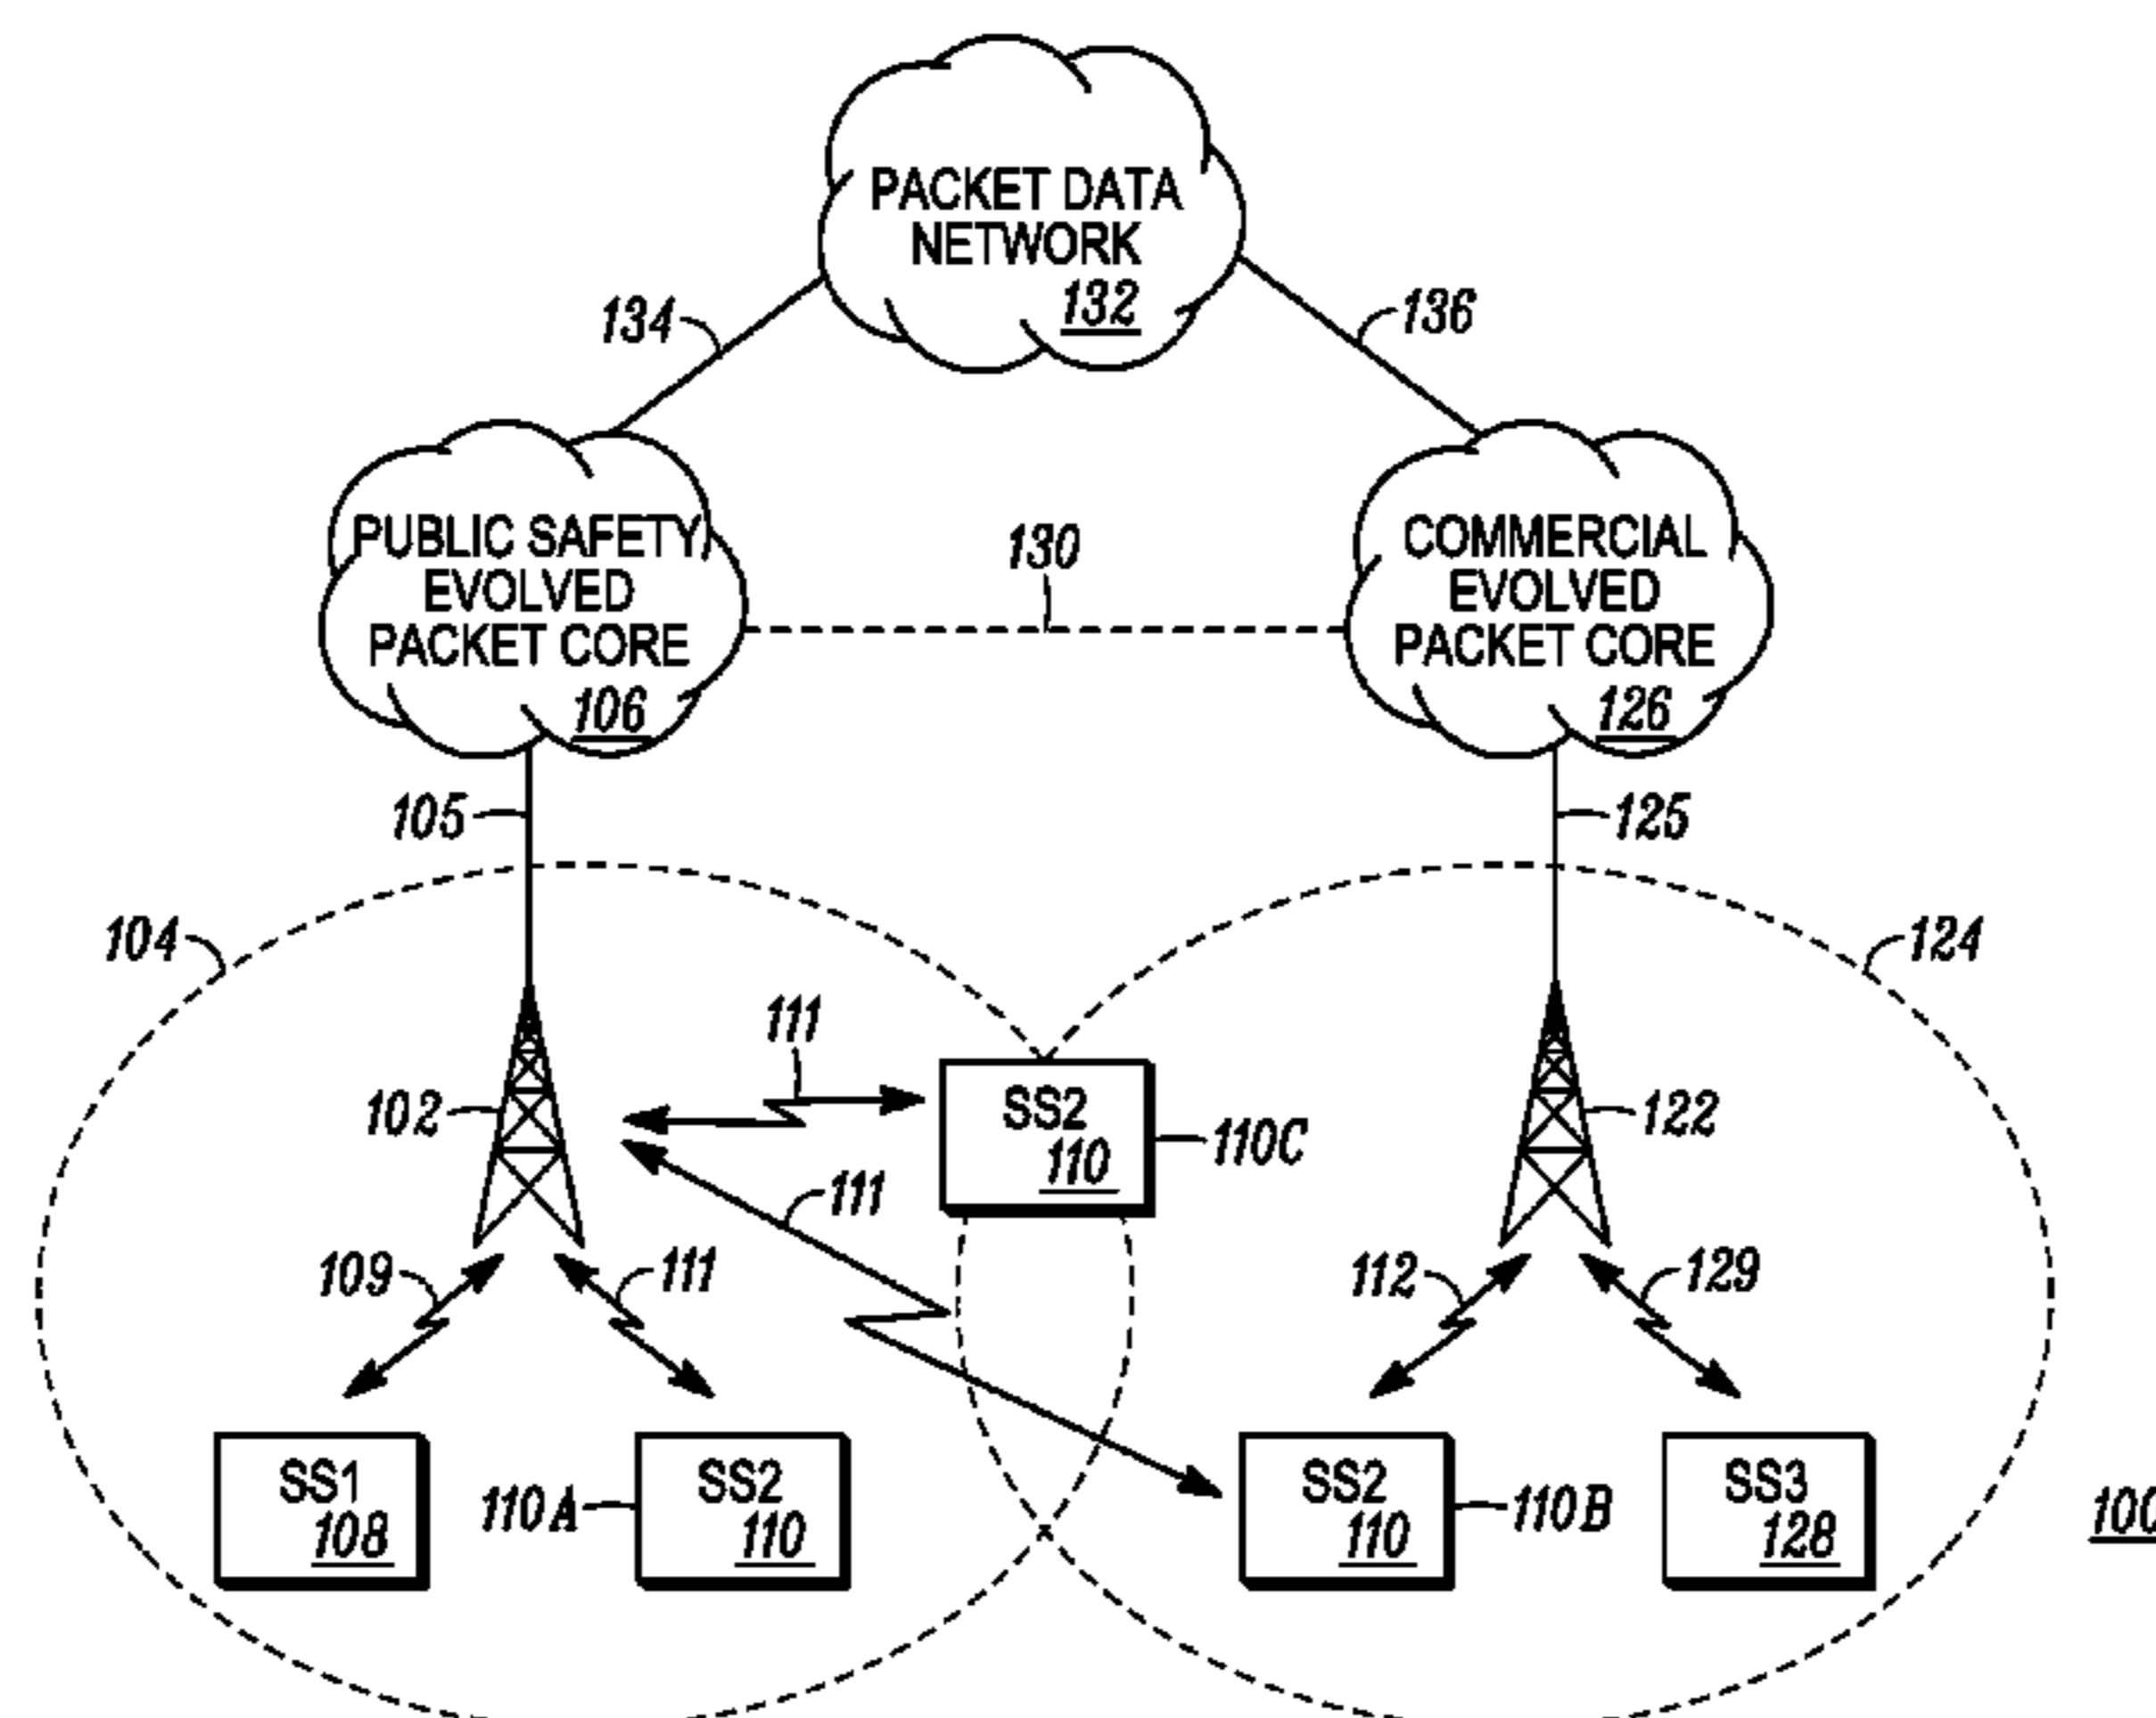 PACKET DATA
NETWORK
132
134
136
PUBLIC SAFETY
EVOLVED
PACKET CORE
106
130
COMMERCIAL
EVOLVED
PACKET CORE
126
105
125
104
124
111
102
SS2
110
110C
122
111
109
111
112
129
SS1
108
110A
SS2
110
SS2
110
110B
SS3
128
100